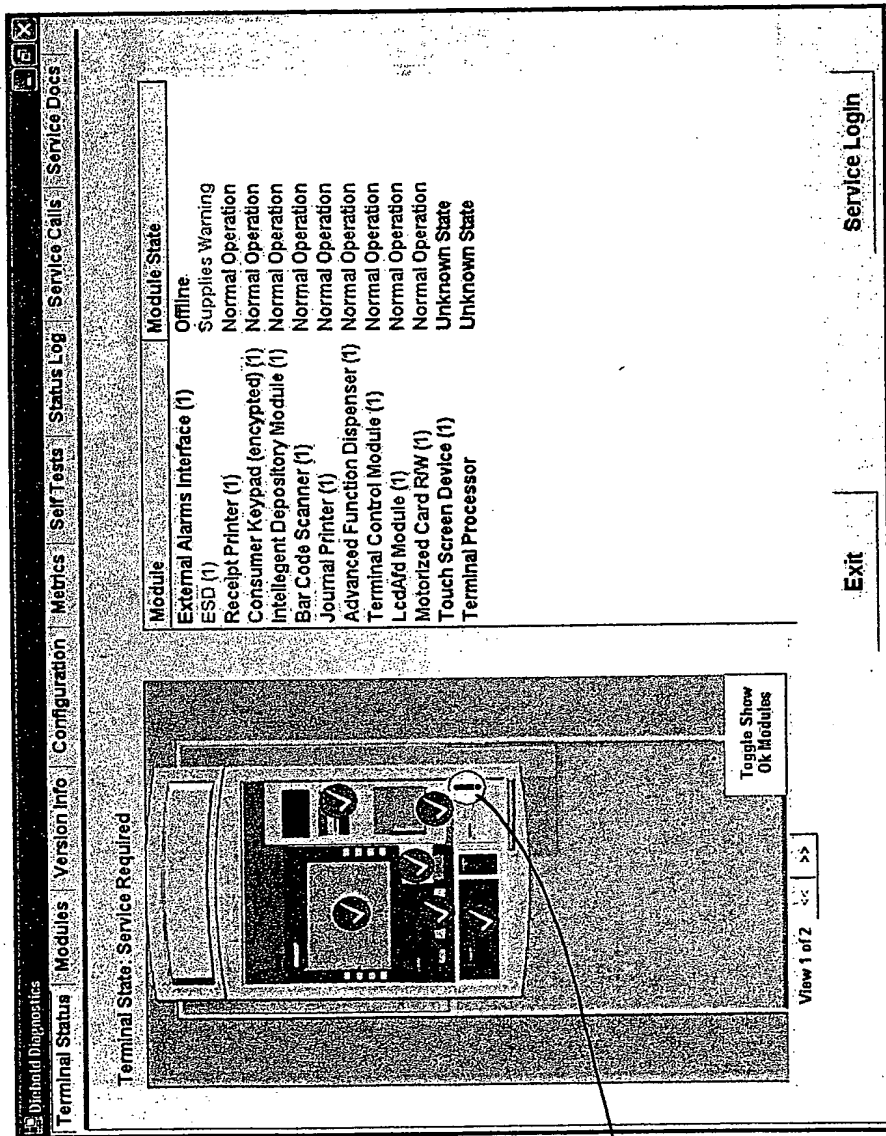 Diebold Diagnostics
Terminal Status Modules Version Info Configuration Metrics Self Tests Status Log Service Calls Service Docs
Terminal State: Service Required
Toggle Show
Ok Modules
View 1 of 2 << >>
Module Module State
External Alarms Interface (1) Offline
ESD (1) Supplies Warning
Receipt Printer (1) Normal Operation
Consumer Keypad (encypted) (1) Normal Operation
Intellegent Depository Module (1) Normal Operation
Bar Code Scanner (1) Normal Operation
Journal Printer (1) Normal Operation
Advanced Function Dispenser (1) Normal Operation
Terminal Control Module (1) Normal Operation
LcdAfd Module (1) Normal Operation
Motorized Card R/W (1) Normal Operation
Touch Screen Device (1) Unknown State
Terminal Processor Unknown State
Exit Service LogIn